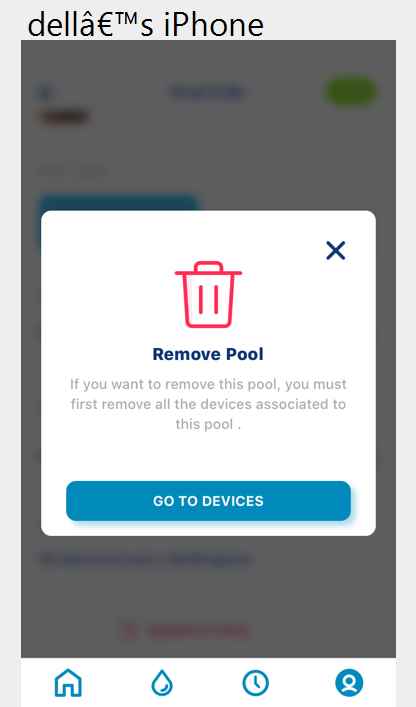 dellâ€™s iPhone
Remove Pool
If you want to remove this pool, you must
first remove all the devices associated to
this pool .
GO TO DEVICES